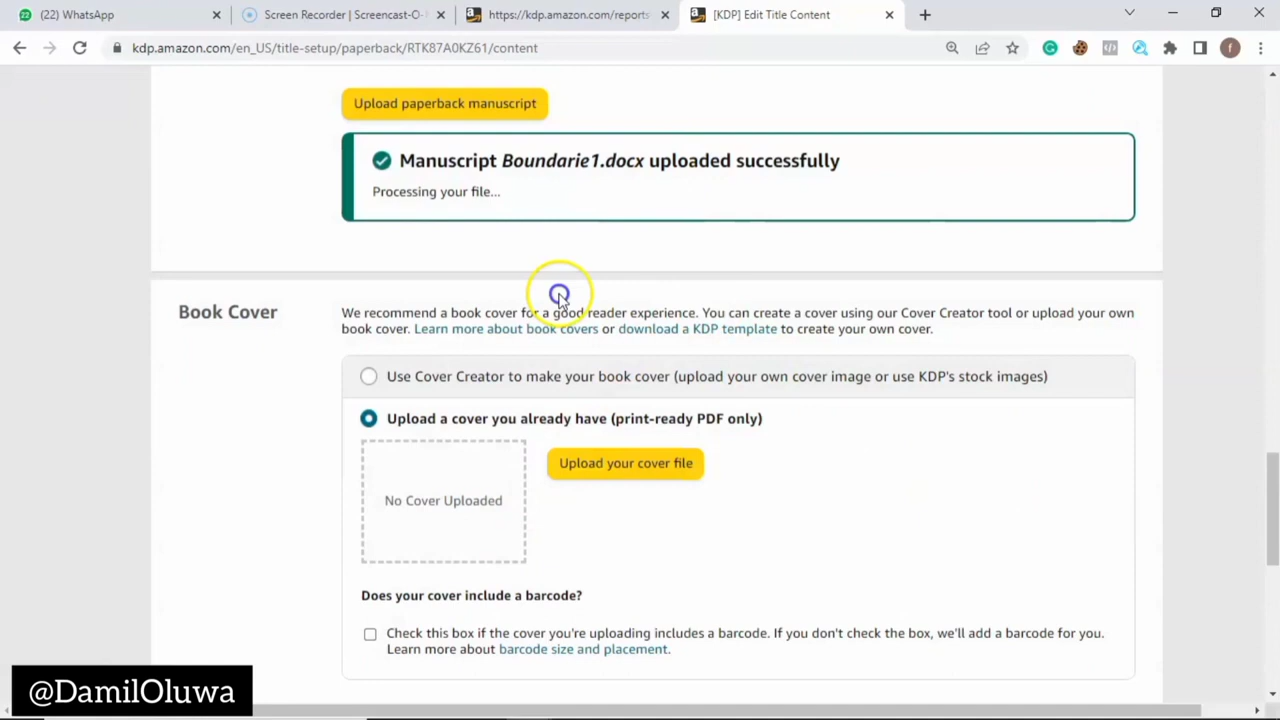 (22) WhatsApp
Screen Recorder | Screencast-O-
https://kdp.amazon.com/reports
[KDP] Edit Title Content
kdp.amazon.com/en_US/title-setup/paperback/RTK87A0KZ61/content
f
Upload paperback manuscript
Manuscript Boundarie1.docx uploaded successfully
Processing your file...
Book Cover
We recommend a book cover for a good reader experience. You can create a cover using our Cover Creator tool or upload your own
book cover. Learn more about book covers or download a KDP template to create your own cover.
Use Cover Creator to make your book cover (upload your own cover image or use KDP's stock images)
Upload a cover you already have (print-ready PDF only)
Upload your cover file
No Cover Uploaded
Does your cover include a barcode?
Check this box if the cover you're uploading includes a barcode. If you don't check the box, we'll add a barcode for you.
Learn more about barcode size and placement.
@DamilOluwa